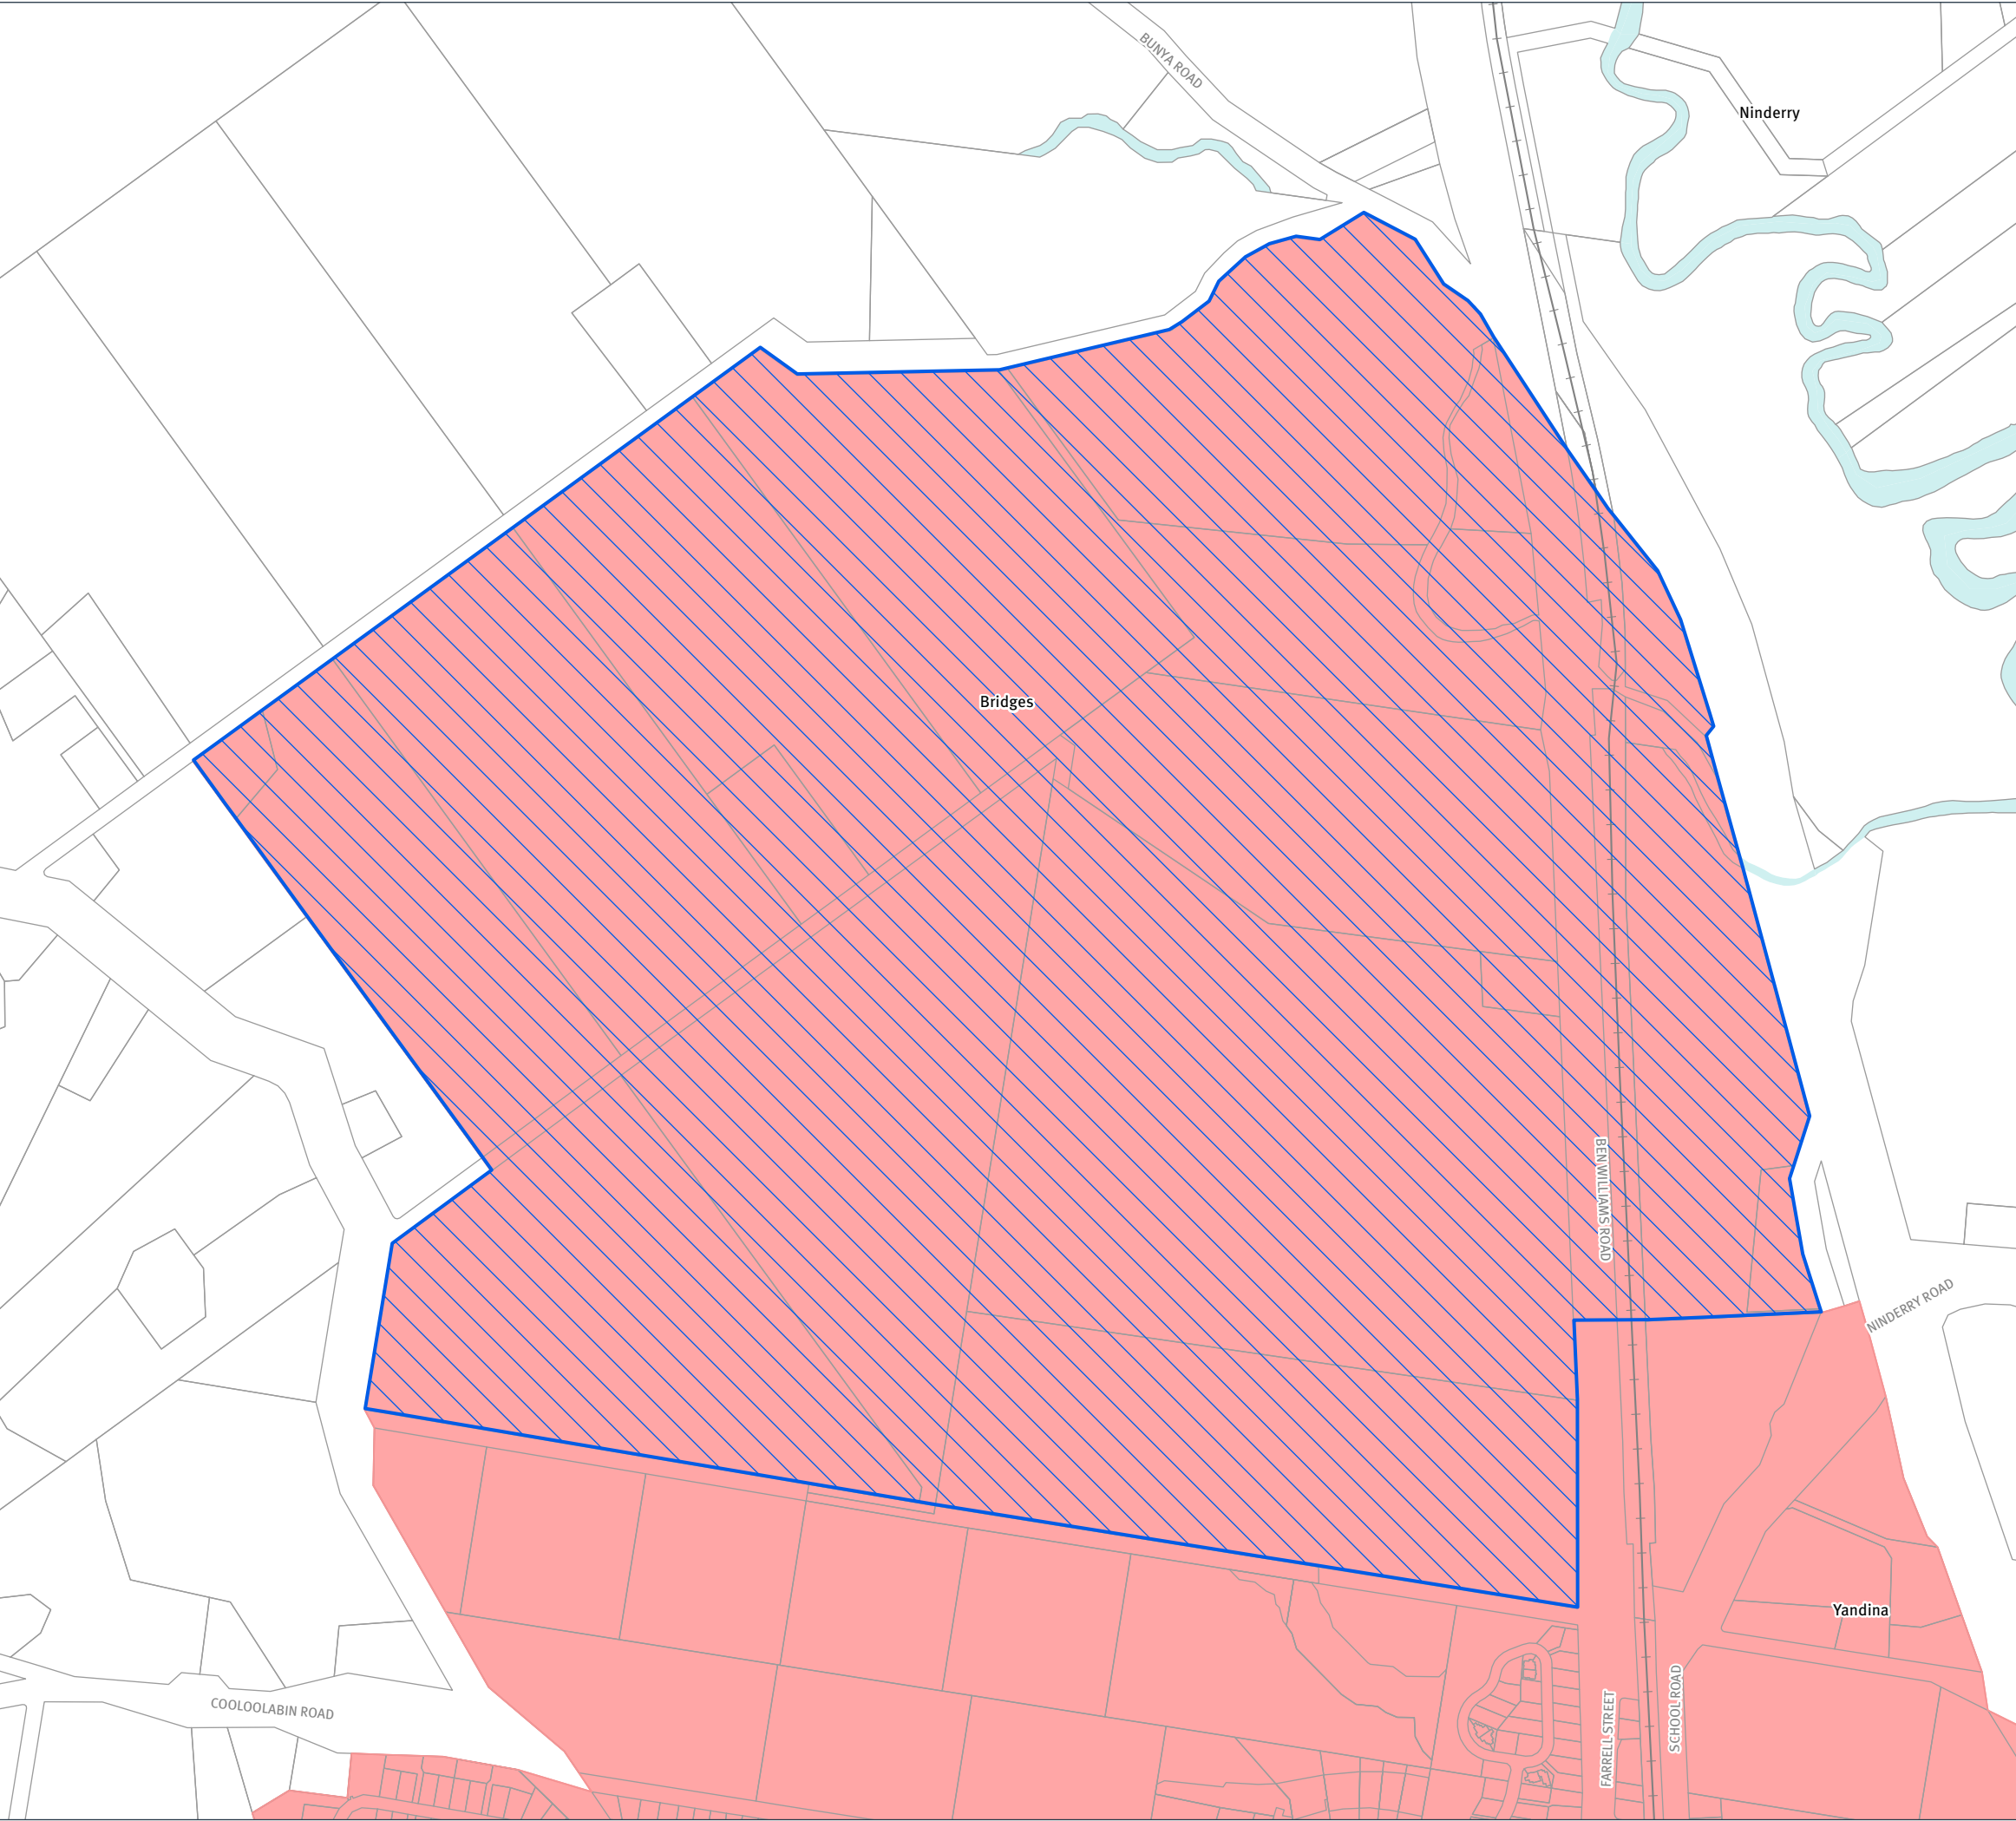 BUNYA ROAD
Ninderry
Bridges
BEN WILLIAMS ROAD
NINDERRY ROAD
Yandina
COOLOOLABIN ROAD
FARRELL STREET
SCHOOL ROAD